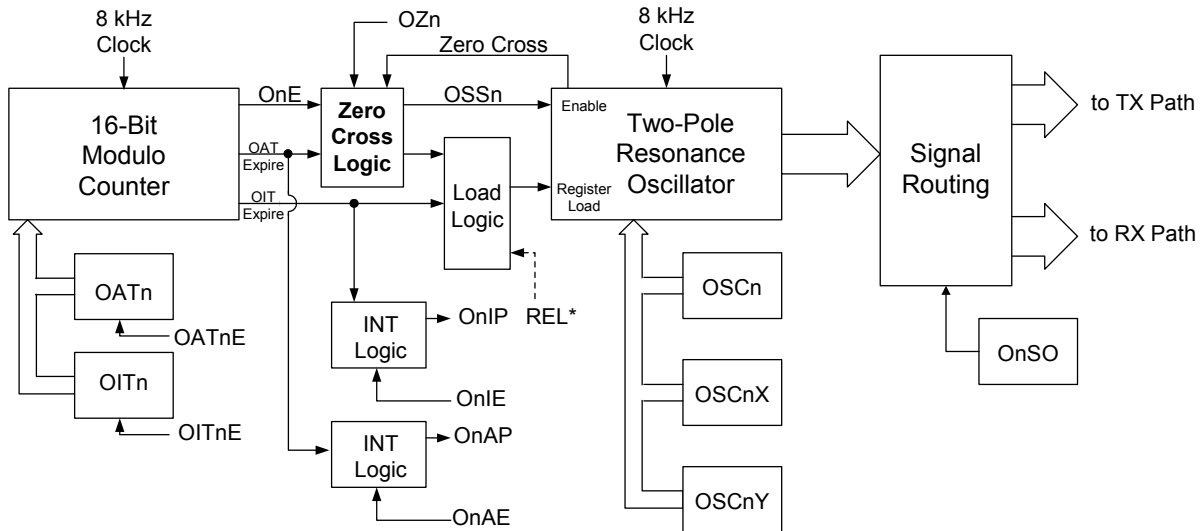 8 kHz
Clock
OZn
8 kHz
Clock
Zero Cross
16-Bit
Modulo
Counter
OnE
OAT
Expire
OIT
Expire
Zero
Cross
Logic
OSSn
Load
Logic
Enable
Register
Load
Two-Pole
Resonance
Oscillator
Signal
Routing
to TX Path
to RX Path
OATn
OATnE
OITn
OITnE
INT
Logic
OnIP
REL*
OnIE
INT
Logic
OnAP
OnAE
OSCn
OSCnX
OSCnY
OnSO